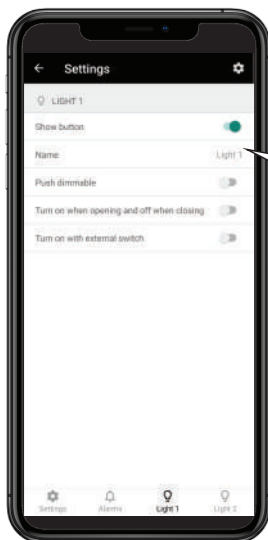 Settings
LIGHT 1
Show button
Name Light 1
Push dimmable
Turn on when opening and off when closing
Turn on with external switch
Settings Alarms Light 1 Light 2